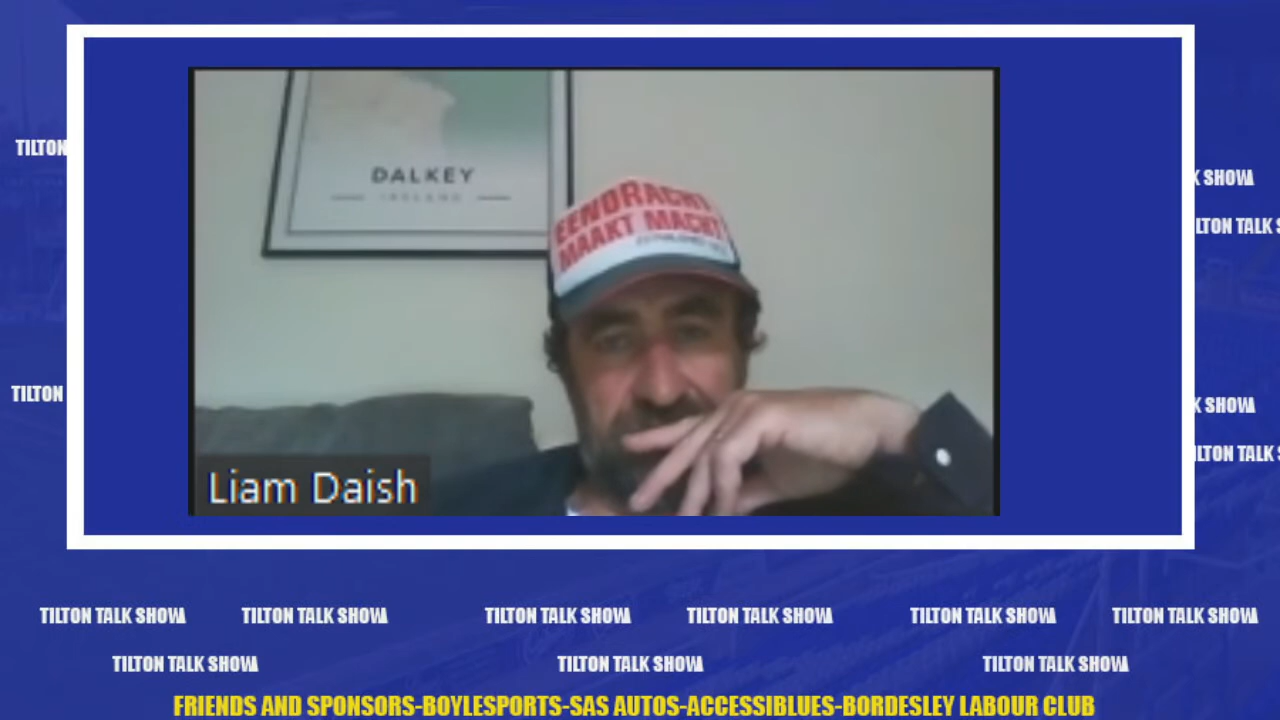 DALKEY
IRELAND
EENDRACHT
MAAKT MACHT
Liam Daish
TILTON
K SHOW
LTON TALK S
TILTON
K SHOW
ILTON TALK S
TILTON TALK SHOW TILTON TALK SHOW TILTON TALK SHOW TILTON TALK SHOW TILTON TALK SHOW TILTON TALK SHOW
TILTON TALK SHOW TILTON TALK SHOW TILTON TALK SHOW
FRIENDS AND SPONSORS-BOYLESPORTS-SAS AUTOS-ACCESSIBLUES-BORDESLEY LABOUR CLUB